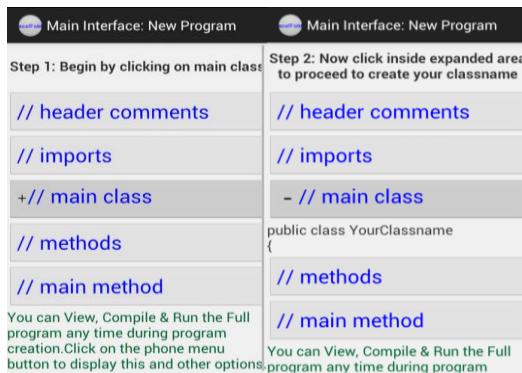 Main Interface: New Program
Step 1: Begin by clicking on main class
// header comments
// imports
+// main class
// methods
// main method
You can View, Compile & Run the Full
program any time during program
creation.Click on the phone menu
button to display this and other options.
Main Interface: New Program
Step 2: Now click inside expanded area
to proceed to create your classname
// header comments
// imports
– // main class
public class YourClassname
{
// methods
// main method
You can View, Compile & Run the Full
program any time during program